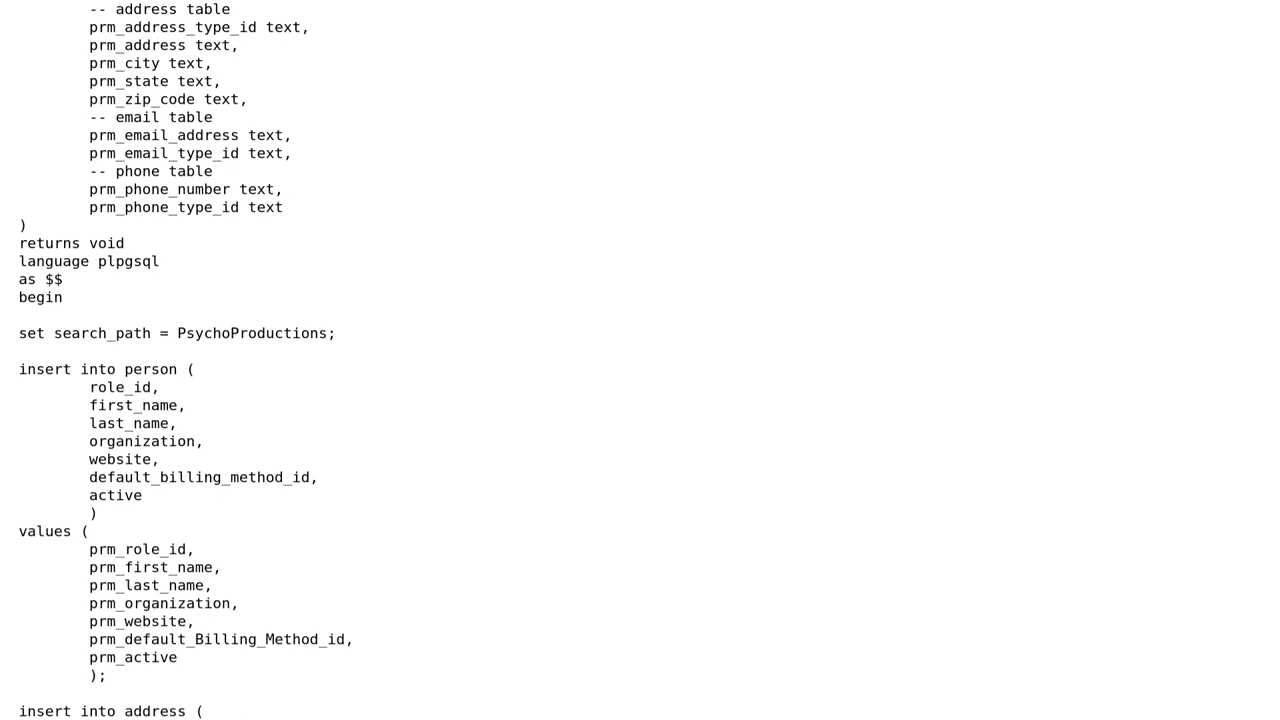 -- address table
prm_address_type_id text,
prm_address text,
prm_city text,
prm_state text,
prm_zip_code text,
-- email table
prm_email_address text,
prm_email_type_id text,
-- phone table
prm_phone_number text,
prm_phone_type_id text
)
returns void
language plpgsql
as $$
begin
set search_path = PsychoProductions;
insert into person (
role_id,
first_name,
last_name,
organization,
website,
default_billing_method_id,
active
)
values (
prm_role_id,
prm_first_name,
prm_last_name,
prm_organization,
prm_website,
prm_default_Billing_Method_id,
prm_active
);
insert into address (